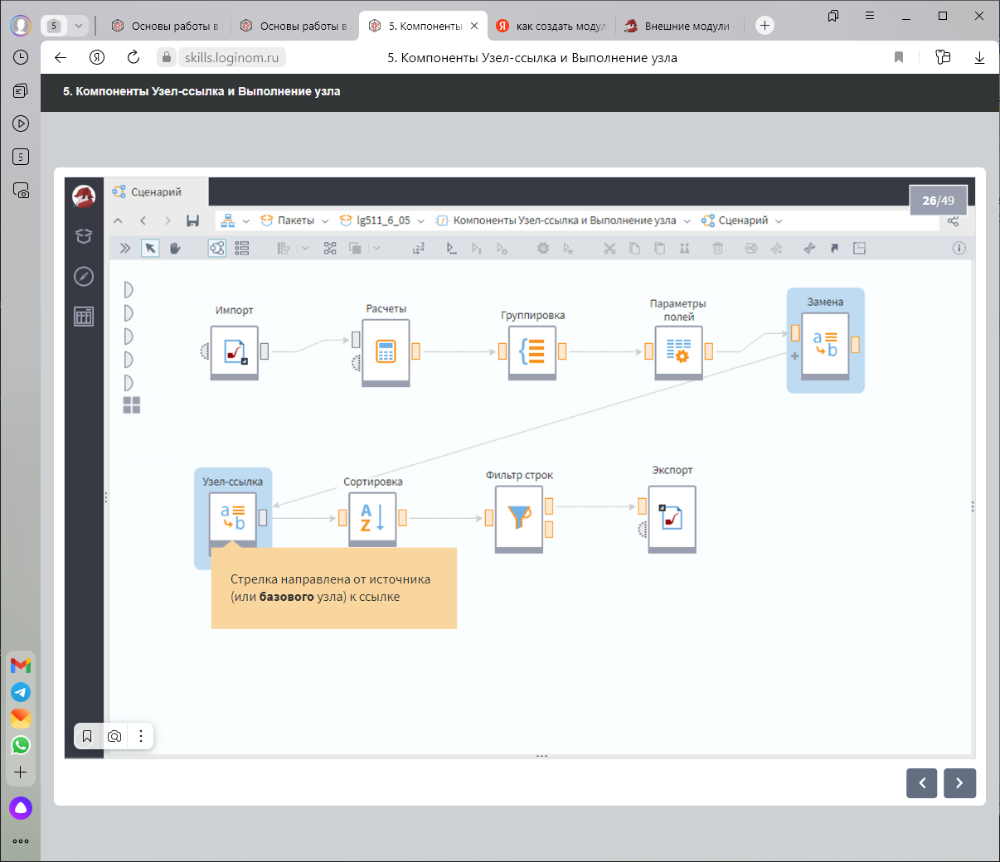 5
Основы работы в
Основы работы в
5. Компоненты
как создать модул
Внешние модули
skills.loginom.ru
5. Компоненты Узел-ссылка и Выполнение узла
5. Компоненты Узел-ссылка и Выполнение узла
5
Сценарий
26/49
Пакеты
lg511_6_05
Компоненты Узел-ссылка и Выполнение узла
Сценарий
Импорт
Расчеты
Группировка
Параметры
полей
Замена
Узел-ссылка
Сортировка
Фильтр строк
Экспорт
Стрелка направлена от источника
(или базового узла) к ссылке